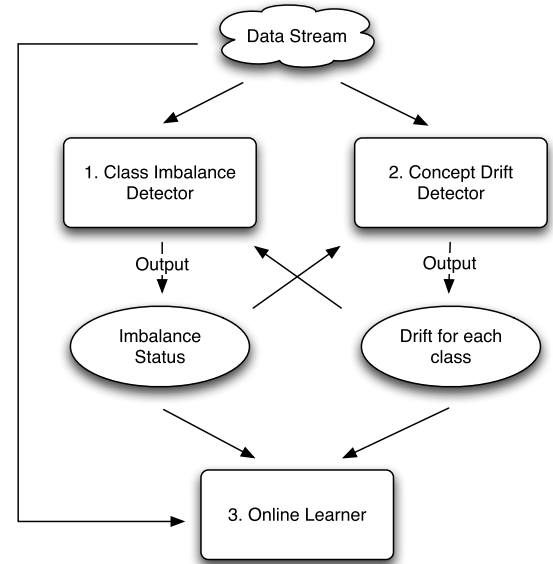 Data Stream
1. Class Imbalance
Detector
2. Concept Drift
Detector
Output
Output
Imbalance
Status
Drift for each
class
3. Online Learner